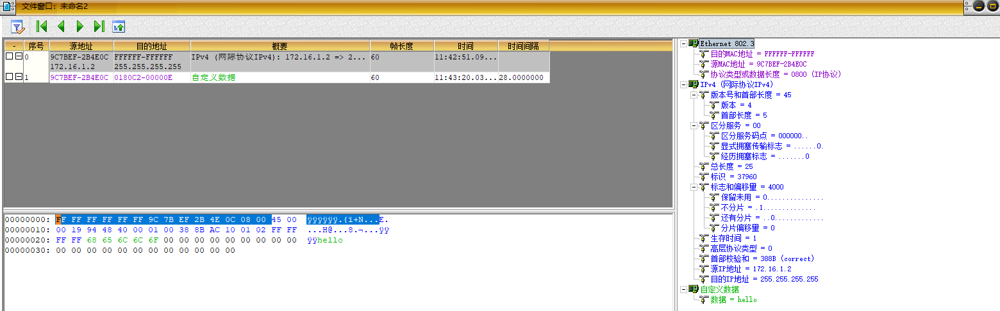 文件窗口: 未命名2
- 序号 源地址 目的地址 概要 帧长度 时间 时间间隔
0 9C7BEF-2B4E0C FFFFFF-FFFFFF IPv4 (网际协议IPv4): 172.16.1.2 => 2... 60 11:42:51.09...
172.16.1.2 255.255.255.255
1 9C7BEF-2B4E0C 0180C2-00000E 自定义数据 60 11:43:20.03... 28.0000000
00000000: FF FF FF FF FF FF 9C 7B EF 2B 4E 0C 08 00 45 00 ÿÿÿÿÿÿ.{ï+N...E.
00000010: 00 19 94 48 40 00 01 00 38 8B AC 10 01 02 FF FF ...H@...8.¬...ÿÿ
00000020: FF FF 68 65 6C 6C 6F 00 00 00 00 00 00 00 00 00 ÿÿhello
00000030: 00 00 00 00 00 00 00 00 00 00 00 00
Ethernet 802.3
目的MAC地址 = FFFFFF-FFFFFF
源MAC地址 = 9C7BEF-2B4E0C
协议类型或数据长度 = 0800 (IP协议)
IPv4 (网际协议IPv4)
版本号和首部长度 = 45
版本 = 4
首部长度 = 5
区分服务 = 00
区分服务码点 = 000000..
显式拥塞传输标志 = ......0.
经历拥塞标志 = .......0
总长度 = 25
标识 = 37960
标志和偏移量 = 4000
保留未用 = 0...............
不分片 = .1..............
还有分片 = ..0.............
分片偏移量 = 0
生存时间 = 1
高层协议类型 = 0
首部校验和 = 388B (correct)
源IP地址 = 172.16.1.2
目的IP地址 = 255.255.255.255
自定义数据
数据 = hello